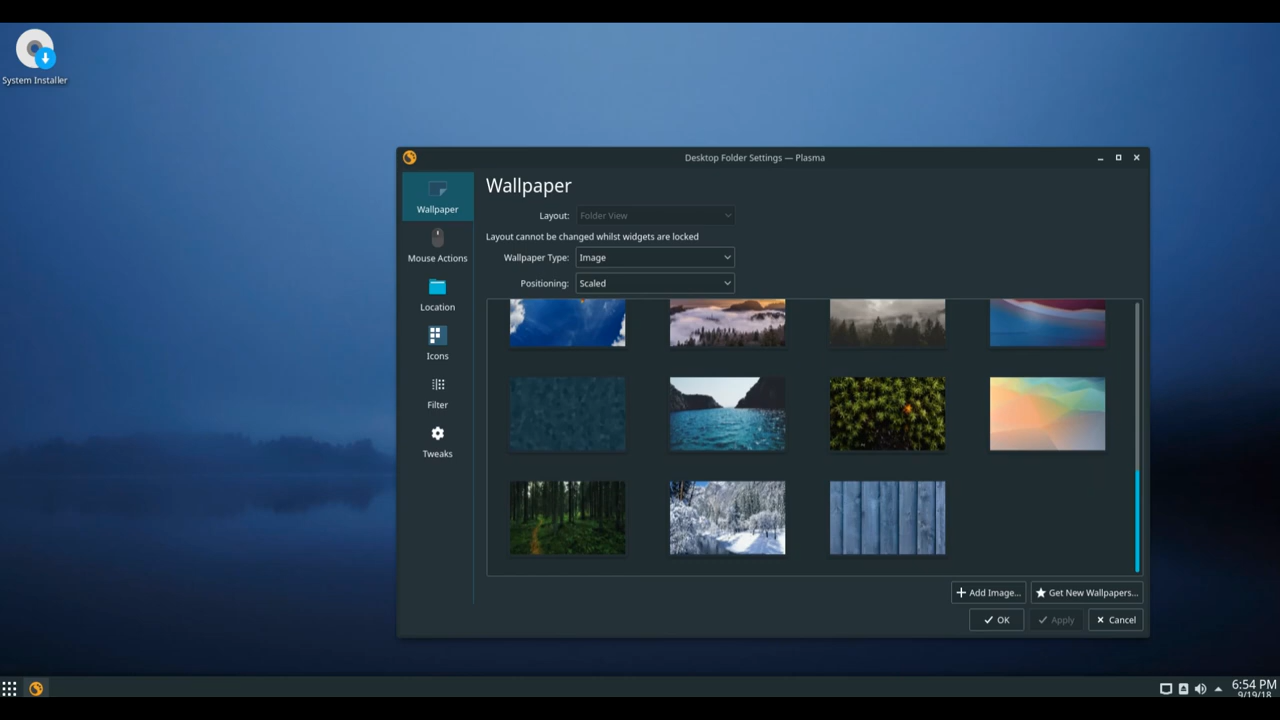 System Installer
Desktop Folder Settings — Plasma
Wallpaper
Mouse Actions
Location
Icons
Filter
Tweaks
Wallpaper
Layout: Folder View
Layout cannot be changed whilst widgets are locked
Wallpaper Type: Image
Positioning: Scaled
Add Image... Get New Wallpapers...
OK Apply Cancel
6:54 PM
9/19/18